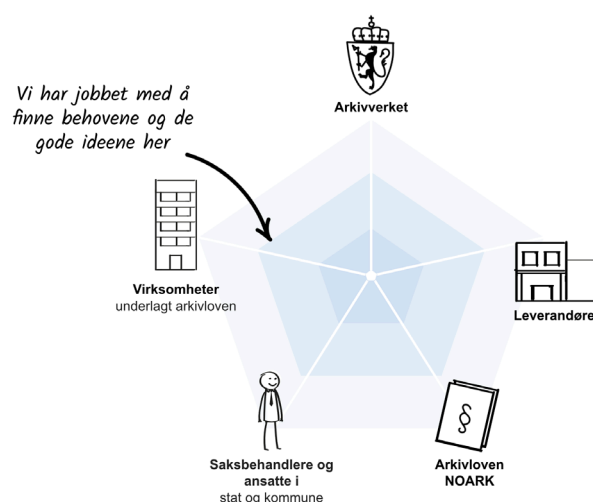 Arkivverket
Vi har jobbet med å
finne behovene og de
gode ideene her
Virksomheter
underlagt arkivloven
Leverandøre
Saksbehandlere og
ansatte i
stat og kommune
§
Arkivloven
NOARK